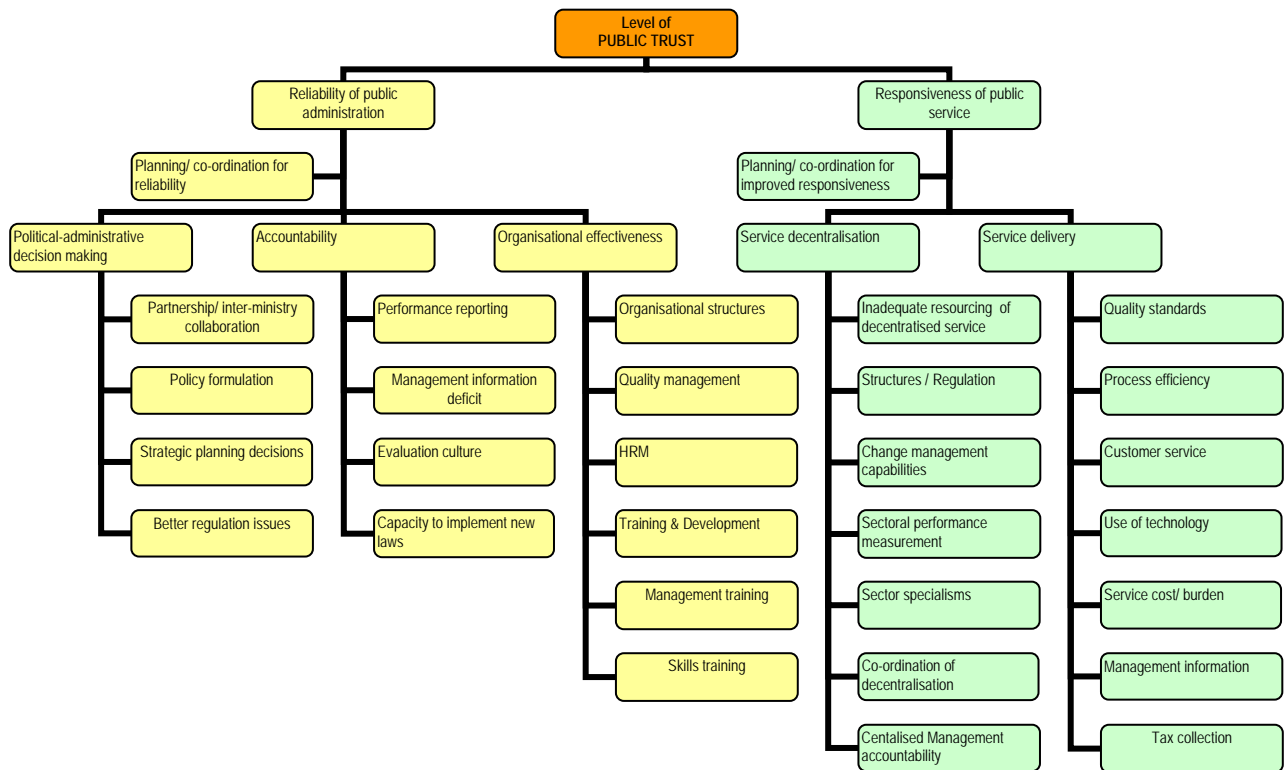 Level of
PUBLIC TRUST
Reliability of public
administration
Responsiveness of public
service
Planning/ co-ordination for
reliability
Planning/ co-ordination for
improved responsiveness
Political-administrative
decision making
Accountability
Organisational effectiveness
Service decentralisation
Service delivery
Partnership/ inter-ministry
collaboration
Policy formulation
Strategic planning decisions
Better regulation issues
Performance reporting
Management information
deficit
Evaluation culture
Capacity to implement new
laws
Organisational structures
Quality management
HRM
Training & Development
Management training
Skills training
Inadequate resourcing of
decentratised service
Structures / Regulation
Change management
capabilities
Sectoral performance
measurement
Sector specialisms
Co-ordination of
decentralisation
Centalised Management
accountability
Quality standards
Process efficiency
Customer service
Use of technology
Service cost/ burden
Management information
Tax collection